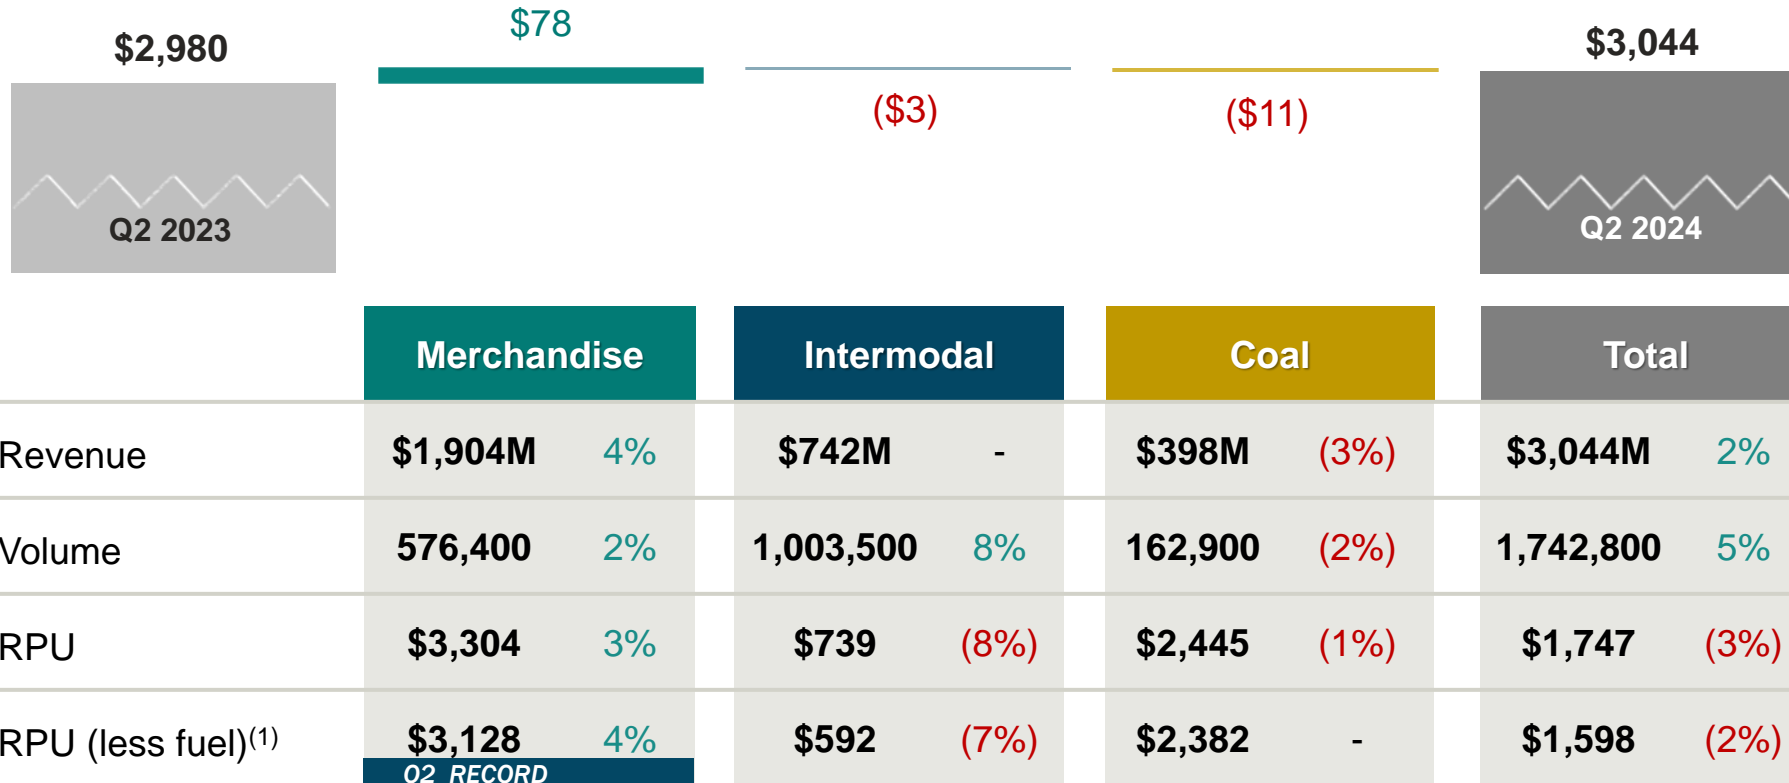 $2,980 $78 ($3) ($11) $3,044
Q2 2023 Q2 2024
Merchandise Intermodal Coal Total
Revenue $1,904M 4% $742M - $398M (3%) $3,044M 2%
Volume 576,400 2% 1,003,500 8% 162,900 (2%) 1,742,800 5%
RPU $3,304 3% $739 (8%) $2,445 (1%) $1,747 (3%)
RPU (less fuel)(1) $3,128 4% $592 (7%) $2,382 - $1,598 (2%)
Q2 RECORD